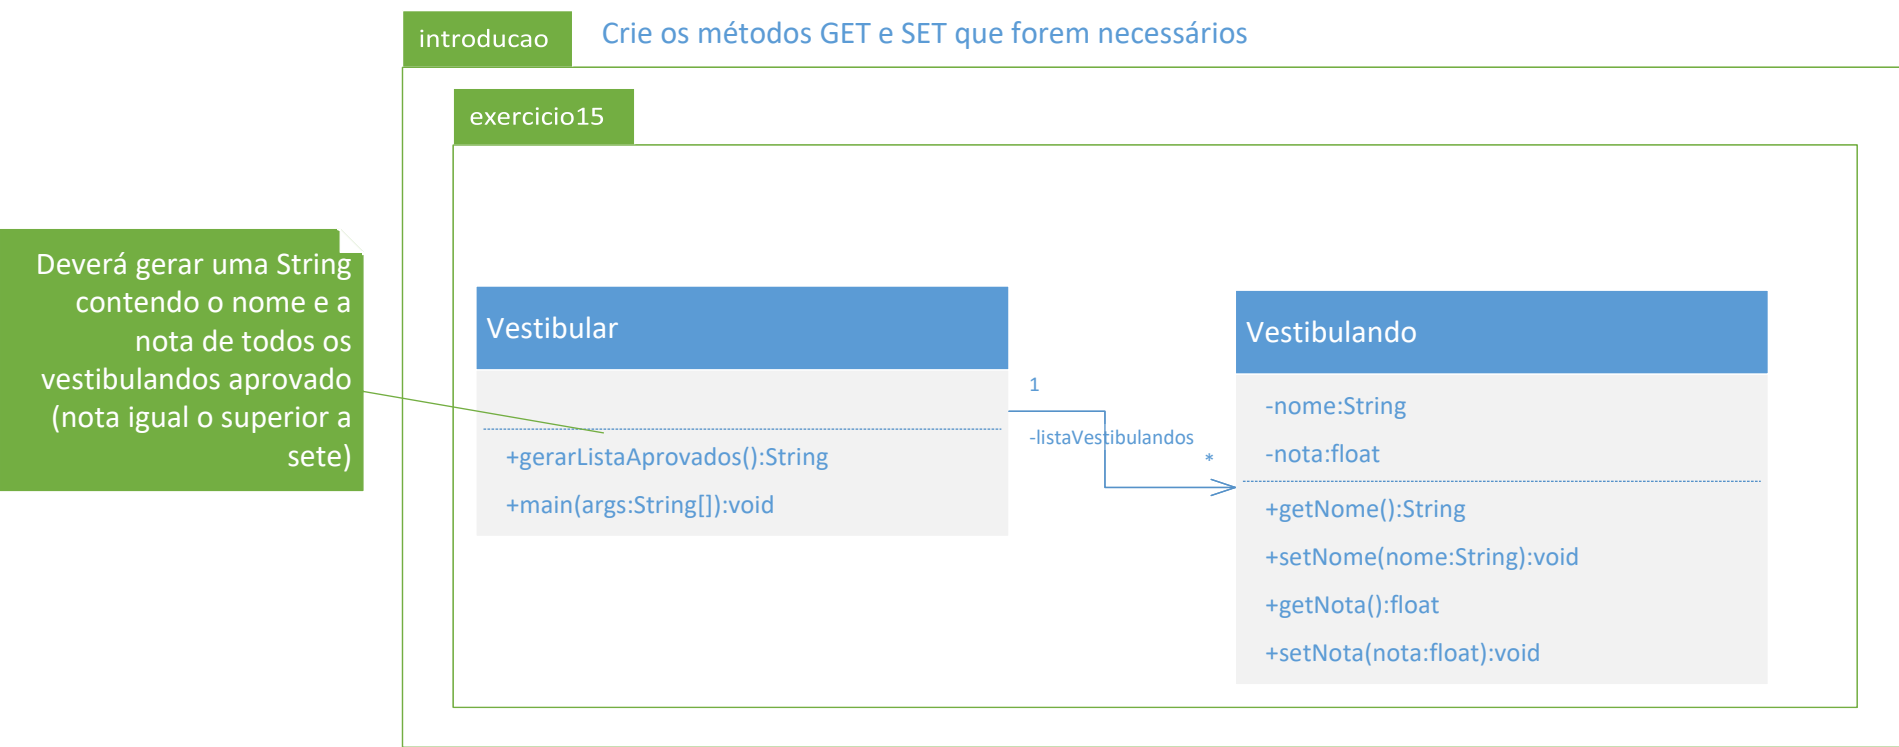 introducao
Crie os métodos GET e SET que forem necessários
exercicio15
Deverá gerar uma String
contendo o nome e a
nota de todos os
vestibulandos aprovado
(nota igual o superior a
sete)
Vestibular
+gerarListaAprovados():String
+main(args:String[]):void
1
-listaVestibulandos
*
Vestibulando
-nome:String
-nota:float
+getNome():String
+setNome(nome:String):void
+getNota():float
+setNota(nota:float):void